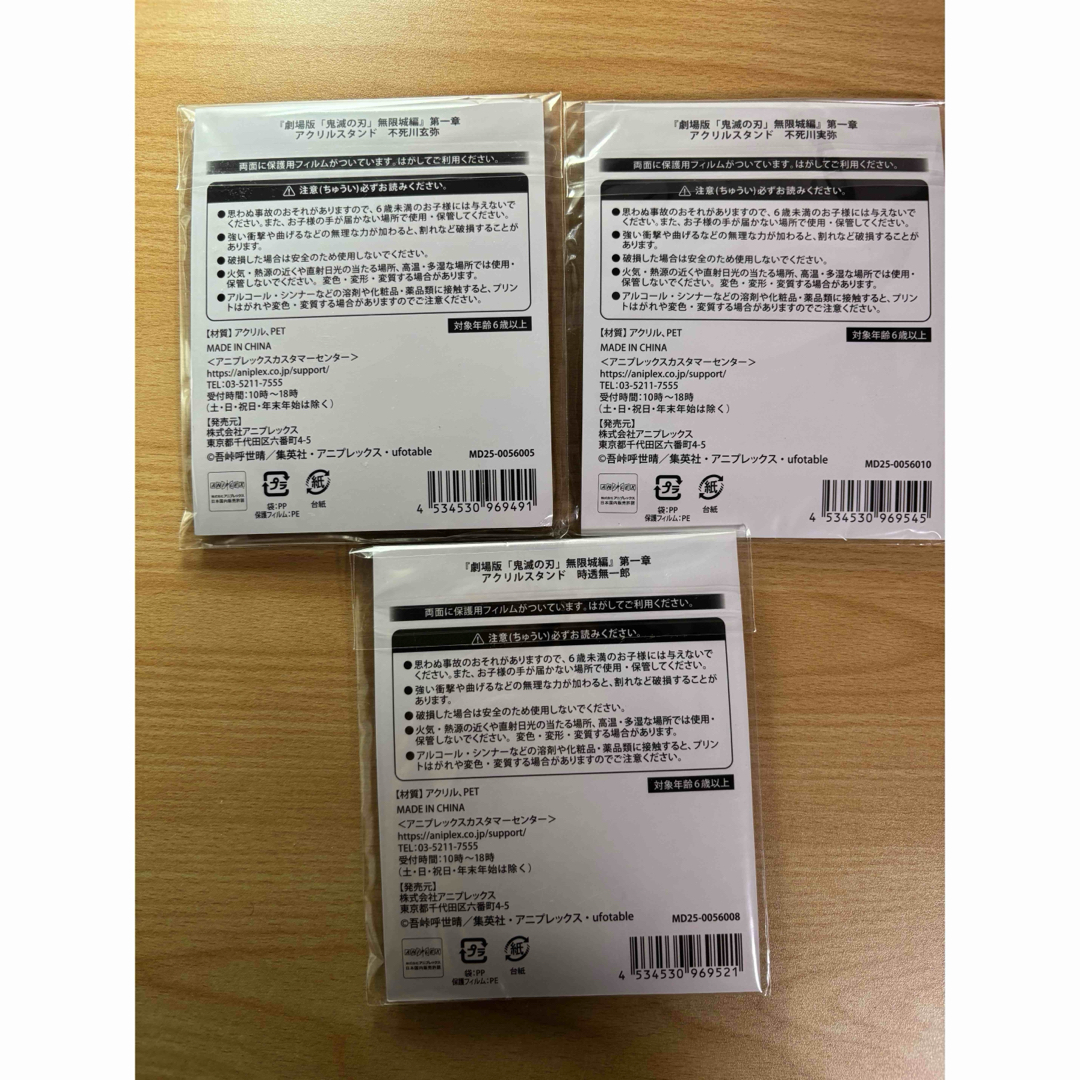 『劇場版「鬼滅の刃」無限城編』第一章
アクリルスタンド　不死川玄弥
両面に保護用フィルムがついています。はがしてご利用ください。
⚠ 注意(ちゅうい)必ずお読みください。
●思わぬ事故のおそれがありますので、6歳未満のお子様には与えないで
ください。また、お子様の手が届かない場所で使用・保管してください。
●強い衝撃や曲げるなどの無理な力が加わると、割れなど破損することが
あります。
●破損した場合は安全のため使用しないでください。
●火気・熱源の近くや直射日光の当たる場所、高温・多湿な場所では使用・
保管しないでください。変色・変形・変質する場合があります。
●アルコール・シンナーなどの溶剤や化粧品・薬品類に接触すると、プリン
トはがれや変色・変質する場合がありますのでご注意ください。
対象年齢6歳以上
【材質】アクリル、PET
MADE IN CHINA
＜アニプレックスカスタマーセンター＞
https://aniplex.co.jp/support/
TEL:03-5211-7555
受付時間:10時～18時
(土・日・祝日・年末年始は除く)
【発売元】
株式会社アニプレックス
東京都千代田区六番町4-5
©吾峠呼世晴／集英社・アニプレックス・ufotable
MD25-0056005
株式会社アニプレックス
日本国内販売許諾
プラ
袋:PP
保護フィルム:PE
紙
台紙
4 534530 969491
『劇場版「鬼滅の刃」無限城編』第一章
アクリルスタンド　不死川実弥
両面に保護用フィルムがついています。はがしてご利用ください。
⚠ 注意(ちゅうい)必ずお読みください。
●思わぬ事故のおそれがありますので、6歳未満のお子様には与えないで
ください。また、お子様の手が届かない場所で使用・保管してください。
●強い衝撃や曲げるなどの無理な力が加わると、割れなど破損することが
あります。
●破損した場合は安全のため使用しないでください。
●火気・熱源の近くや直射日光の当たる場所、高温・多湿な場所では使用・
保管しないでください。変色・変形・変質する場合があります。
●アルコール・シンナーなどの溶剤や化粧品・薬品類に接触すると、プリン
トはがれや変色・変質する場合がありますのでご注意ください。
対象年齢6歳以上
【材質】アクリル、PET
MADE IN CHINA
＜アニプレックスカスタマーセンター＞
https://aniplex.co.jp/support/
TEL:03-5211-7555
受付時間:10時～18時
(土・日・祝日・年末年始は除く)
【発売元】
株式会社アニプレックス
東京都千代田区六番町4-5
©吾峠呼世晴／集英社・アニプレックス・ufotable
MD25-0056010
株式会社アニプレックス
日本国内販売許諾
プラ
袋:PP
保護フィルム:PE
紙
台紙
4 534530 969545
『劇場版「鬼滅の刃」無限城編』第一章
アクリルスタンド　時透無一郎
両面に保護用フィルムがついています。はがしてご利用ください。
⚠ 注意(ちゅうい)必ずお読みください。
●思わぬ事故のおそれがありますので、6歳未満のお子様には与えないで
ください。また、お子様の手が届かない場所で使用・保管してください。
●強い衝撃や曲げるなどの無理な力が加わると、割れなど破損することが
あります。
●破損した場合は安全のため使用しないでください。
●火気・熱源の近くや直射日光の当たる場所、高温・多湿な場所では使用・
保管しないでください。変色・変形・変質する場合があります。
●アルコール・シンナーなどの溶剤や化粧品・薬品類に接触すると、プリン
トはがれや変色・変質する場合がありますのでご注意ください。
対象年齢6歳以上
【材質】アクリル、PET
MADE IN CHINA
＜アニプレックスカスタマーセンター＞
https://aniplex.co.jp/support/
TEL:03-5211-7555
受付時間:10時～18時
(土・日・祝日・年末年始は除く)
【発売元】
株式会社アニプレックス
東京都千代田区六番町4-5
©吾峠呼世晴／集英社・アニプレックス・ufotable
MD25-0056008
株式会社アニプレックス
日本国内販売許諾
プラ
袋:PP
保護フィルム:PE
紙
台紙
4 534530 969521